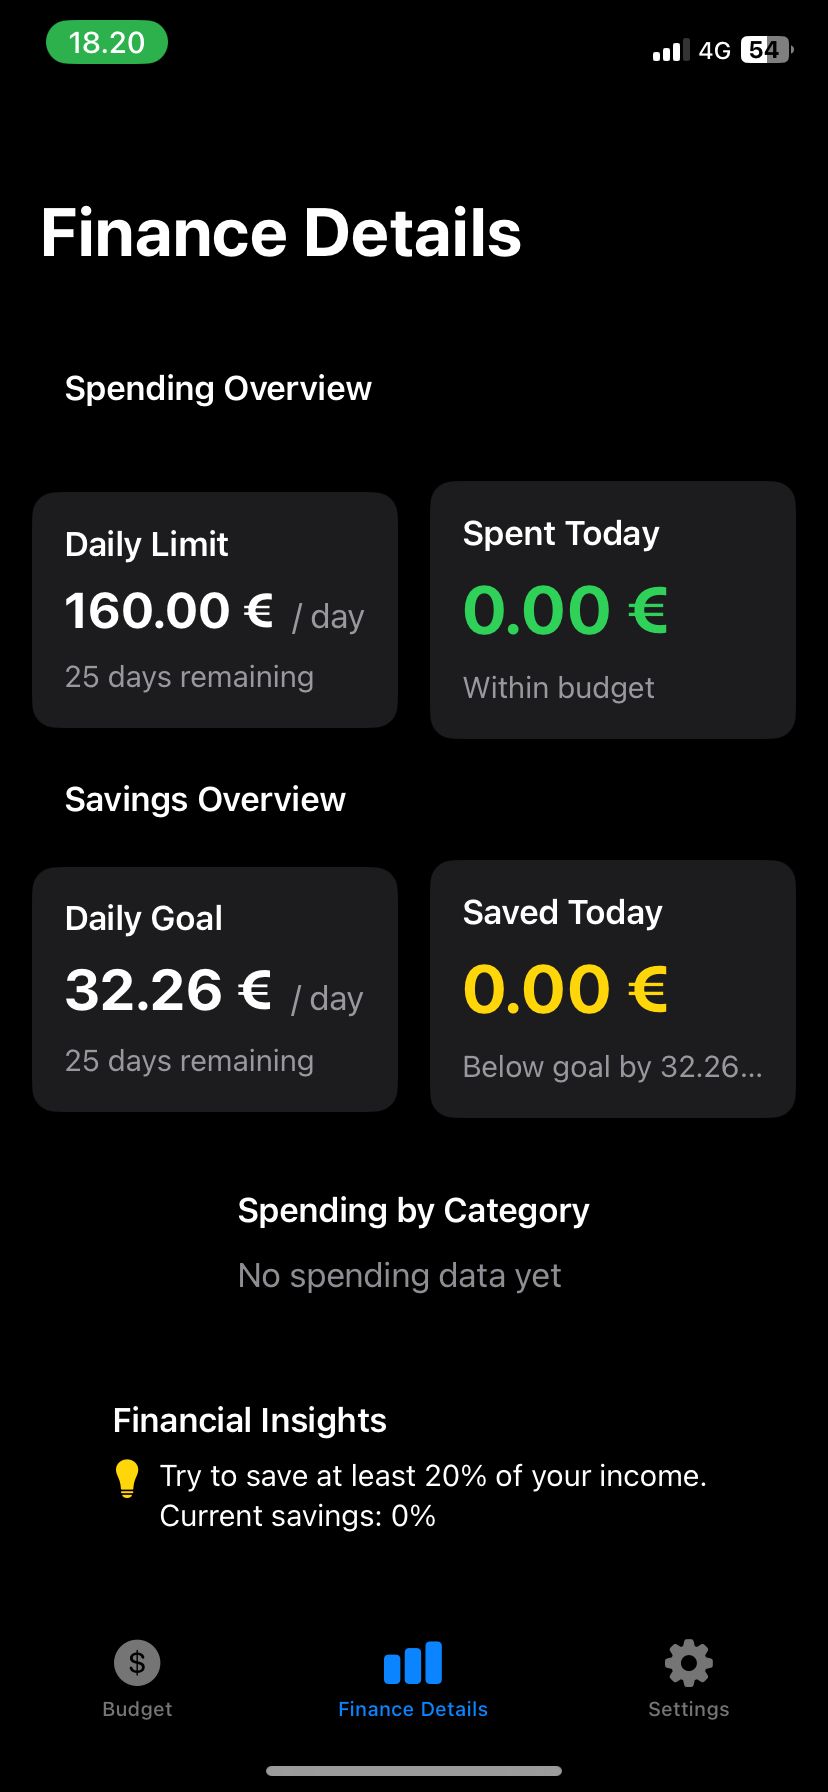 18.20
4G 54
Finance Details
Spending Overview
Daily Limit
160.00 € / day
25 days remaining
Spent Today
0.00 €
Within budget
Savings Overview
Daily Goal
32.26 € / day
25 days remaining
Saved Today
0.00 €
Below goal by 32.26...
Spending by Category
No spending data yet
Financial Insights
Try to save at least 20% of your income.
Current savings: 0%
$
Budget
Finance Details
Settings